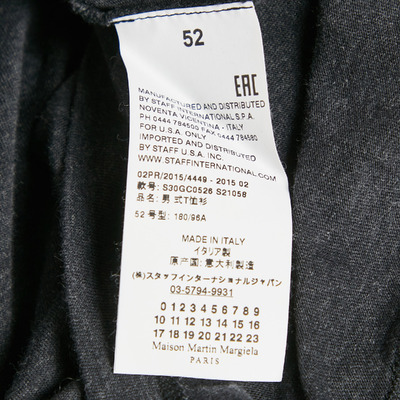 52
EAC
MANUFACTURED AND DISTRIBUTED
BY STAFF INTERNATIONAL S.P.A.
NOVENTA VICENTINA - ITALY
PH 0444 784500 FAX 0444 784580
FOR U.S.A. ONLY
IMPORTED AND DISTRIBUTED
BY STAFF U.S.A. INC.
WWW.STAFFINTERNATIONAL.COM
02PR/2015/4449 - 2015 02
款号: S30GC0526 S21058
品名: 男 式T恤衫
52 号型: 180/96A
MADE IN ITALY
イタリア製
原产国: 意大利製造
(株)スタッフインターナショナルジャパン
03-5794-9931
0 1 2 3 4 5 6 7 8 9
10 11 12 13 14 15 16
17 18 19 20 21 22 23
Maison Martin Margiela
PARIS